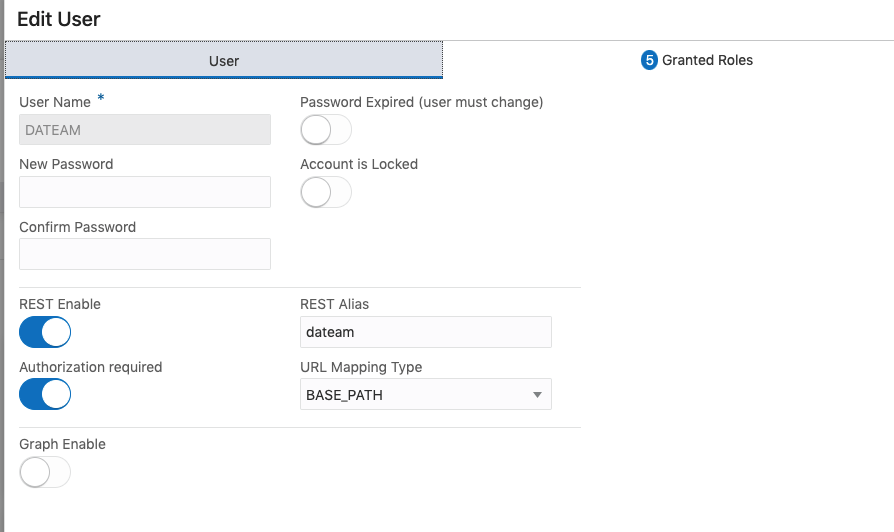 Edit User
User
5 Granted Roles
User Name *
Password Expired (user must change)
DATEAM
New Password
Account is Locked
Confirm Password
REST Enable
REST Alias
dateam
Authorization required
URL Mapping Type
BASE_PATH
Graph Enable